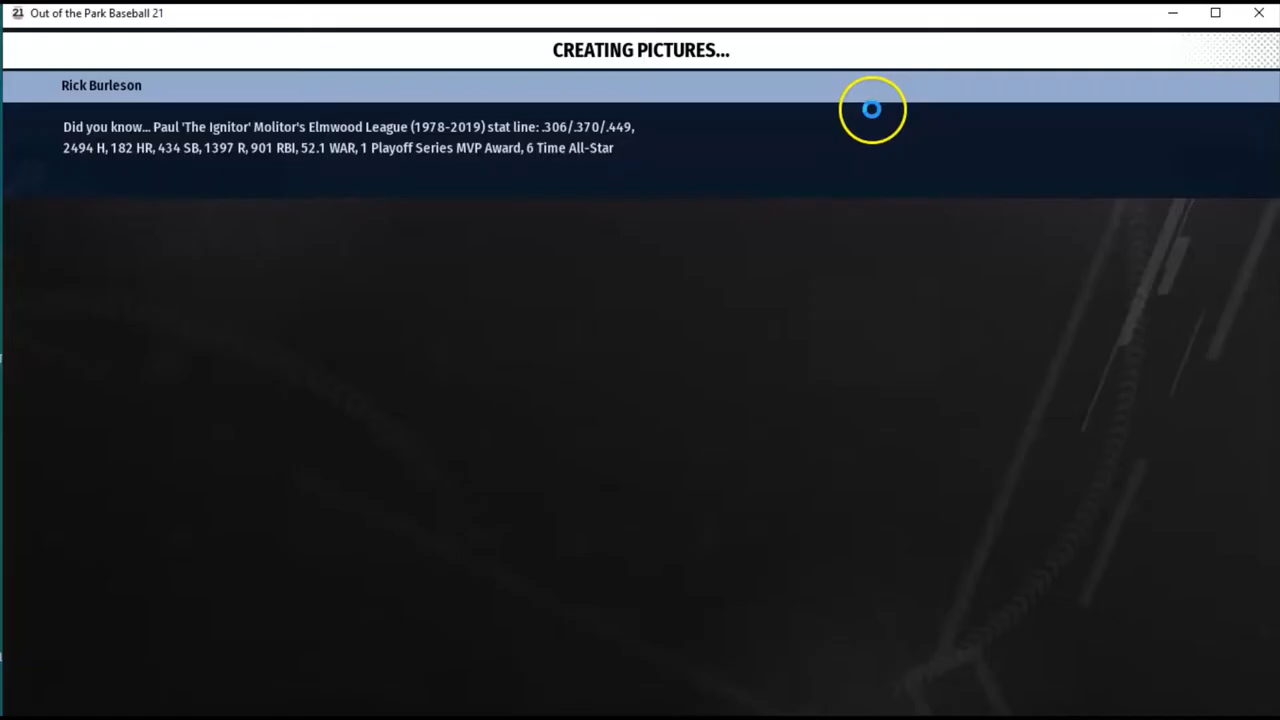 21 Out of the Park Baseball 21
CREATING PICTURES...
Rick Burleson
Did you know... Paul 'The Ignitor' Molitor's Elmwood League (1978-2019) stat line: .306/.370/.449,
2494 H, 182 HR, 434 SB, 1397 R, 901 RBI, 52.1 WAR, 1 Playoff Series MVP Award, 6 Time All-Star